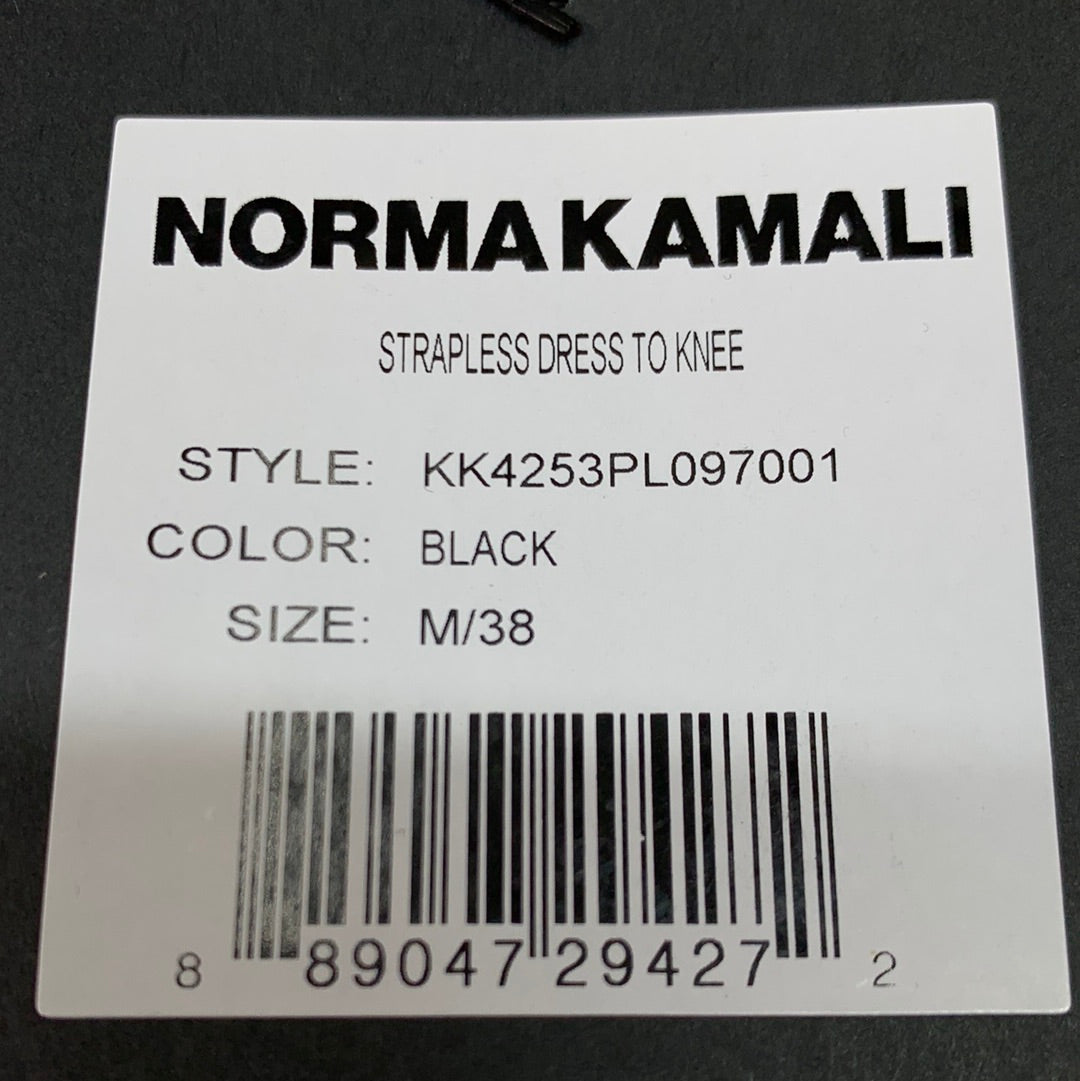 NORMA KAMALI
STRAPLESS DRESS TO KNEE
STYLE: KK4253PL097001
COLOR: BLACK
SIZE: M/38
8 89047 29427 2